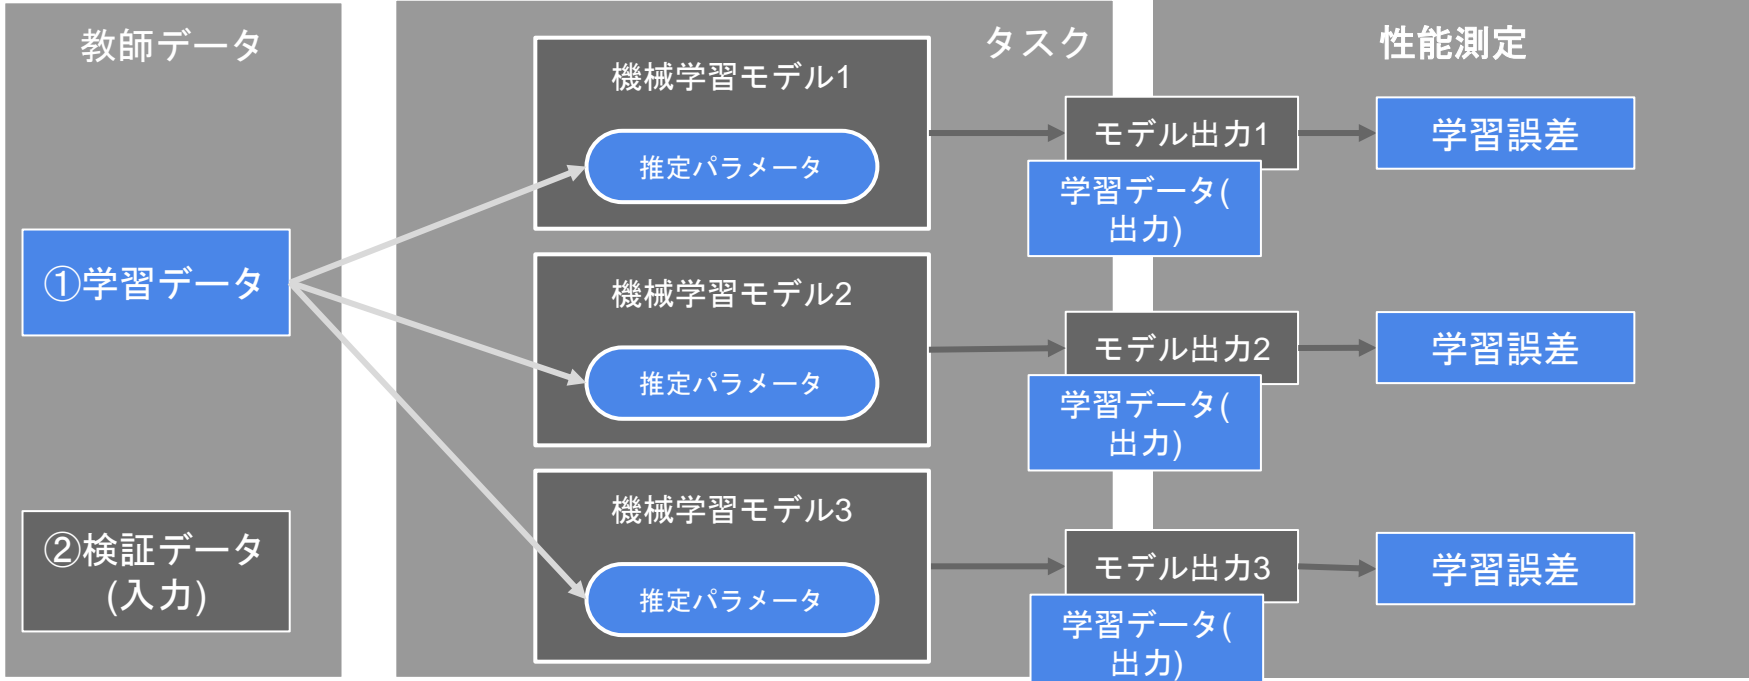 教師データ
①学習データ
②検証データ
(入力)
タスク
機械学習モデル1
推定パラメータ
機械学習モデル2
推定パラメータ
機械学習モデル3
推定パラメータ
モデル出力1
学習データ(
出力)
モデル出力2
学習データ(
出力)
モデル出力3
学習データ(
出力)
性能測定
学習誤差
学習誤差
学習誤差